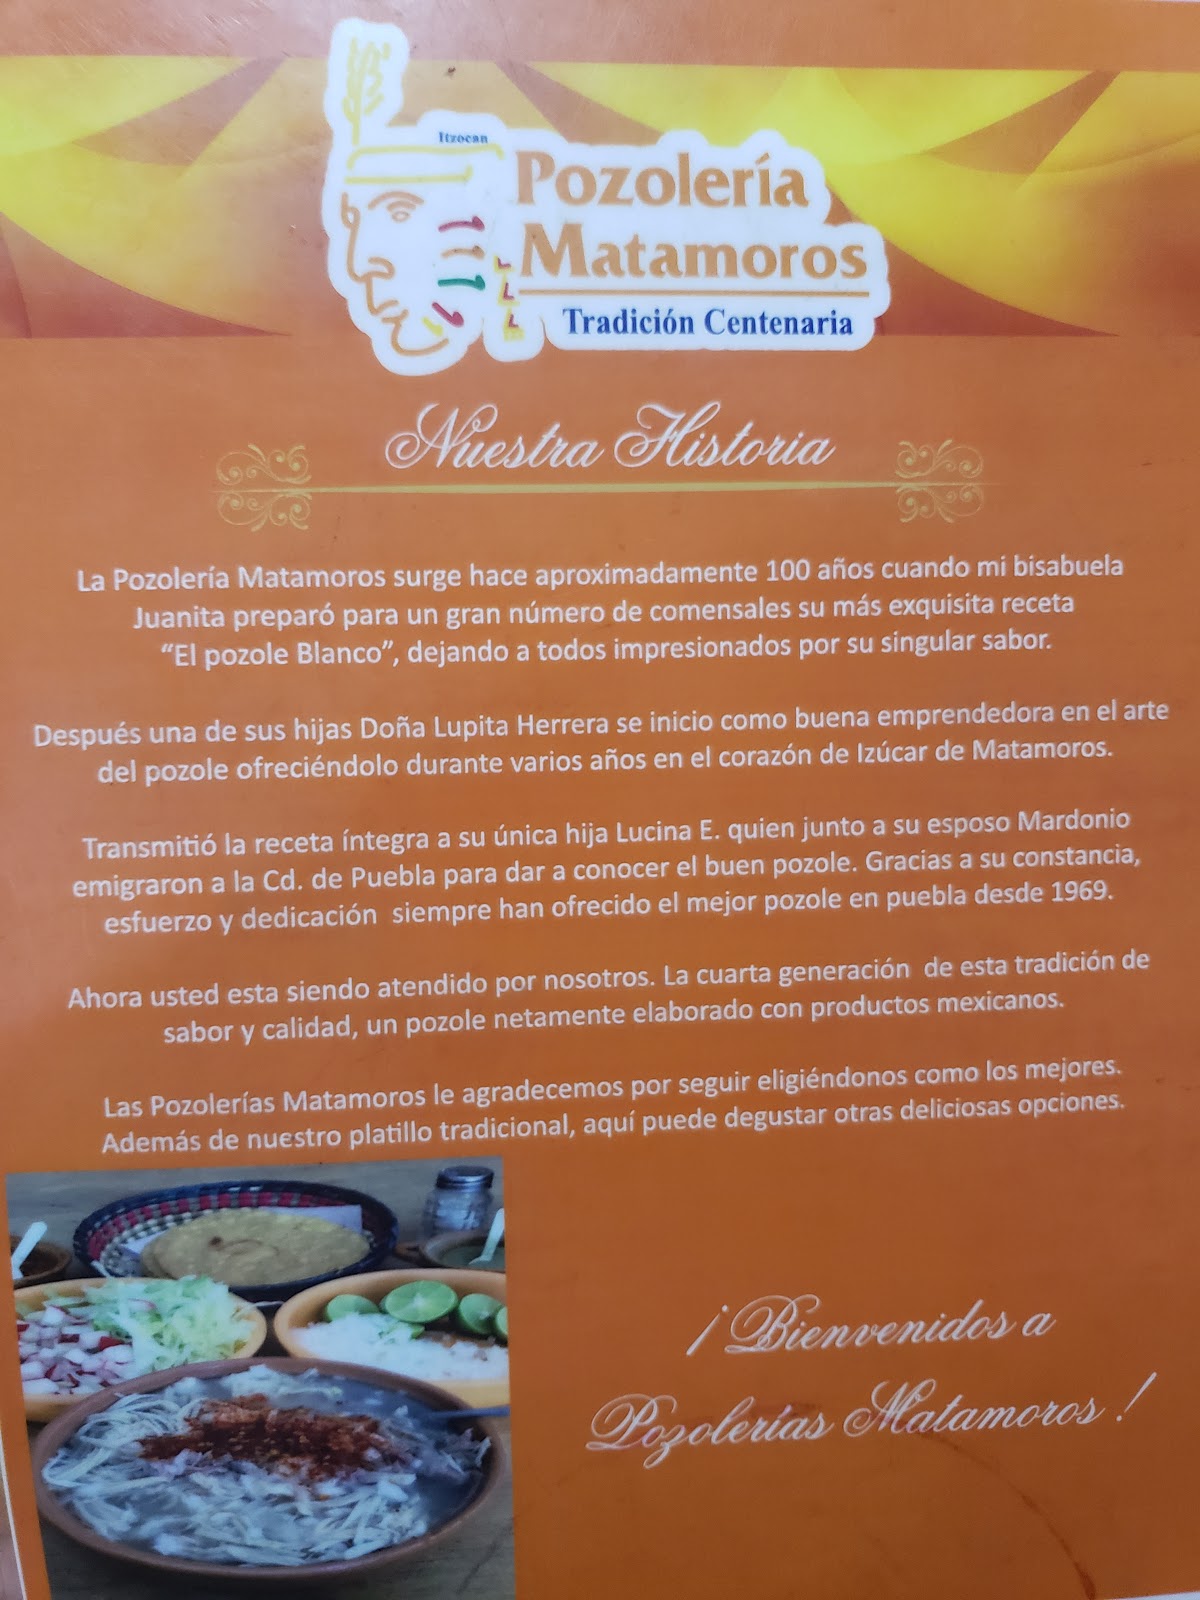 Itzocan
Pozolería
Matamoros
Tradición Centenaria
Nuestra Historia
La Pozolería Matamoros surge hace aproximadamente 100 años cuando mi bisabuela
Juanita preparó para un gran número de comensales su más exquisita receta
“El pozole Blanco”, dejando a todos impresionados por su singular sabor.
Después una de sus hijas Doña Lupita Herrera se inicio como buena emprendedora en el arte
del pozole ofreciéndolo durante varios años en el corazón de Izúcar de Matamoros.
Transmitió la receta íntegra a su única hija Lucina E. quien junto a su esposo Mardonio
emigraron a la Cd. de Puebla para dar a conocer el buen pozole. Gracias a su constancia,
esfuerzo y dedicación siempre han ofrecido el mejor pozole en puebla desde 1969.
Ahora usted esta siendo atendido por nosotros. La cuarta generación de esta tradición de
sabor y calidad, un pozole netamente elaborado con productos mexicanos.
Las Pozolerías Matamoros le agradecemos por seguir eligiéndonos como los mejores.
Además de nuestro platillo tradicional, aquí puede degustar otras deliciosas opciones.
¡Bienvenidos a
Pozolerías Matamoros!